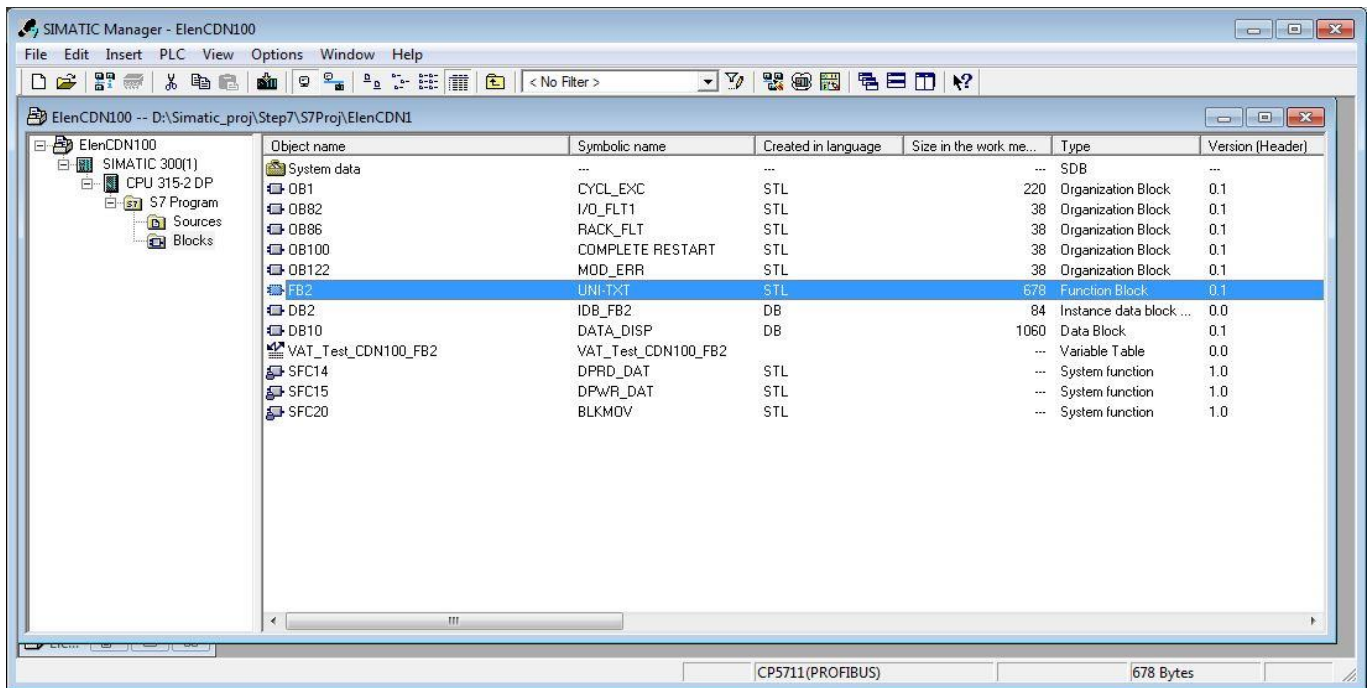 SIMATIC Manager - ElenCDN100
File Edit Insert PLC View Options Window Help
< No Filter >
ElenCDN100 -- D:\Simatic_proj\Step7\S7Proj\ElenCDN1
ElenCDN100
SIMATIC 300(1)
CPU 315-2 DP
S7 Program
Sources
Blocks
Object name Symbolic name Created in language Size in the work me... Type Version (Header)
System data --- --- --- SDB ---
OB1 CYCL_EXC STL 220 Organization Block 0.1
OB82 I/O_FLT1 STL 38 Organization Block 0.1
OB86 RACK_FLT STL 38 Organization Block 0.1
OB100 COMPLETE RESTART STL 38 Organization Block 0.1
OB122 MOD_ERR STL 38 Organization Block 0.1
FB2 UNI-TXT STL 678 Function Block 0.1
DB2 IDB_FB2 DB 84 Instance data block ... 0.0
DB10 DATA_DISP DB 1060 Data Block 0.1
VAT_Test_CDN100_FB2 VAT_Test_CDN100_FB2 --- Variable Table 0.0
SFC14 DPRD_DAT STL --- System function 1.0
SFC15 DPWR_DAT STL --- System function 1.0
SFC20 BLKMOV STL --- System function 1.0
CP5711(PROFIBUS) 678 Bytes